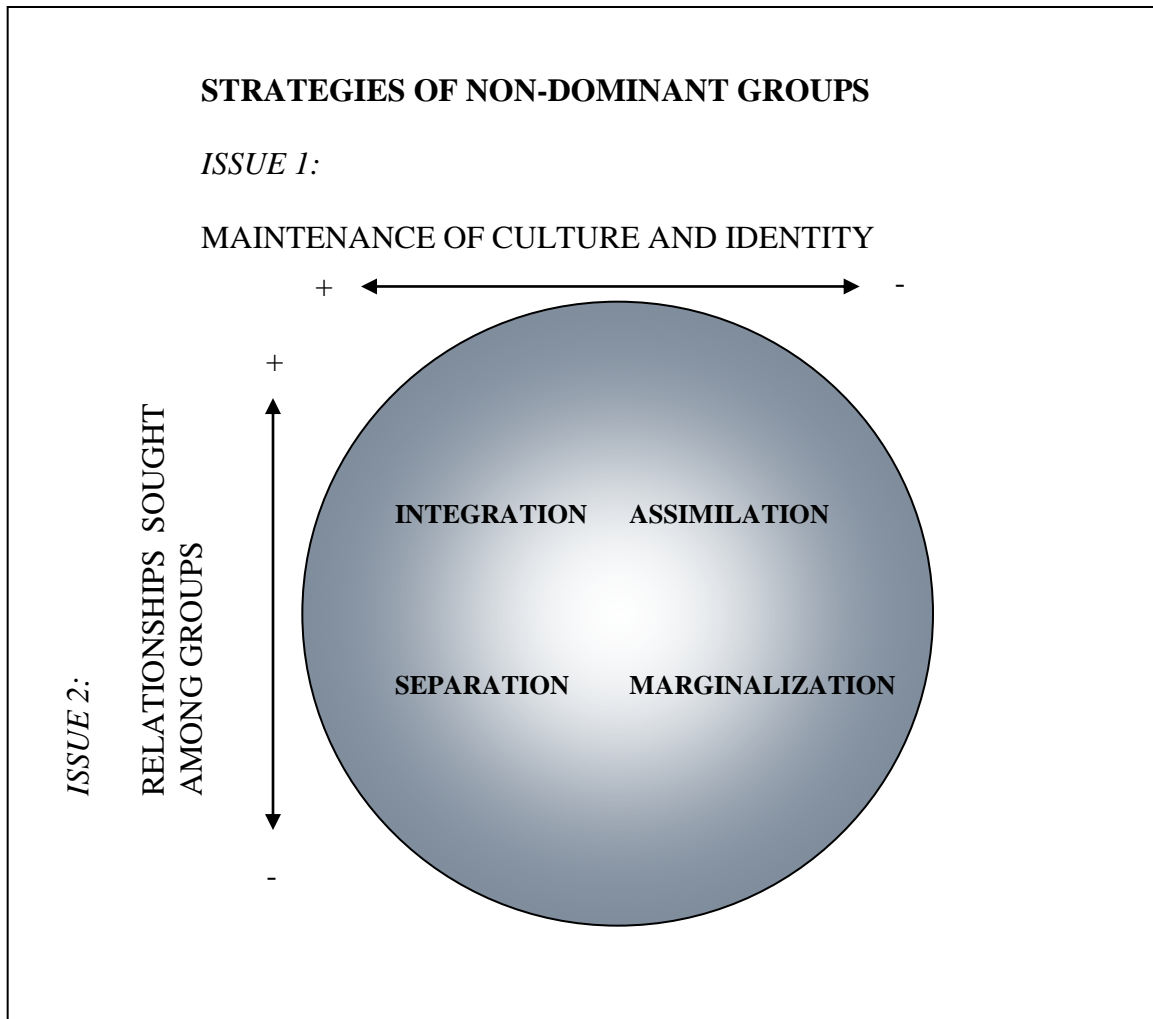 STRATEGIES OF NON-DOMINANT GROUPS
ISSUE 1:
MAINTENANCE OF CULTURE AND IDENTITY
+ -
+
ISSUE 2:
RELATIONSHIPS SOUGHT
AMONG GROUPS
INTEGRATION ASSIMILATION
SEPARATION MARGINALIZATION
-